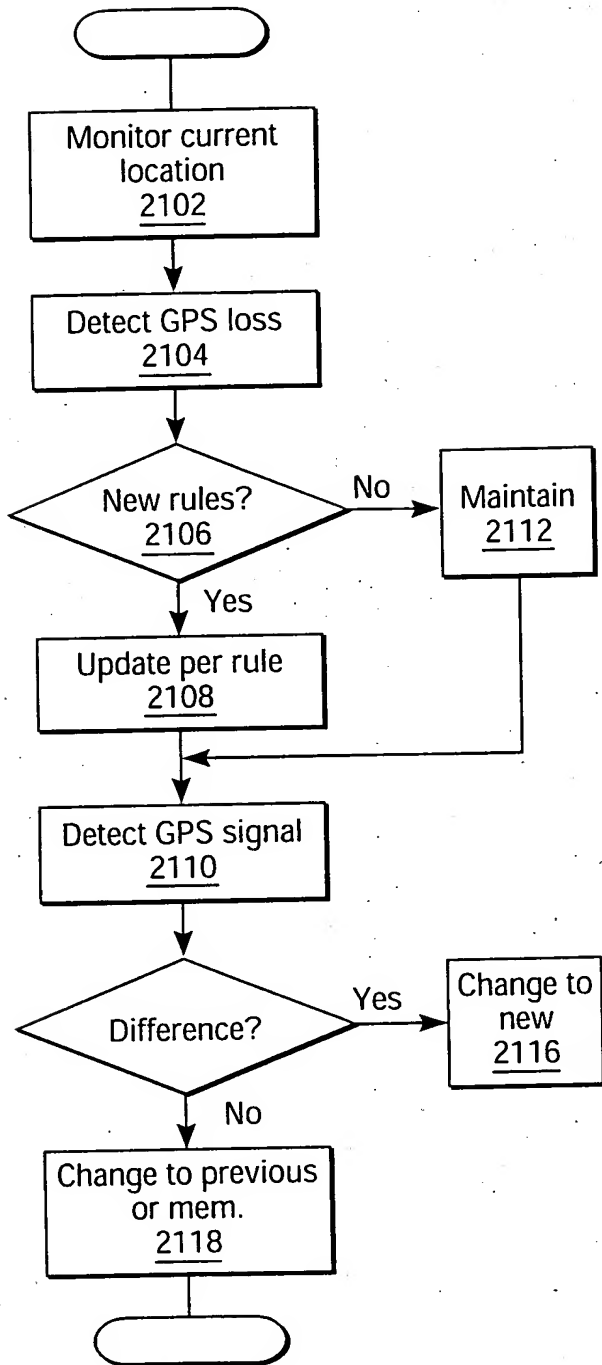 Monitor current
location
2102
Detect GPS loss
2104
New rules?
2106
No
Maintain
2112
Yes
Update per rule
2108
Detect GPS signal
2110
Difference?
Yes
Change to
new
2116
No
Change to previous
or mem.
2118